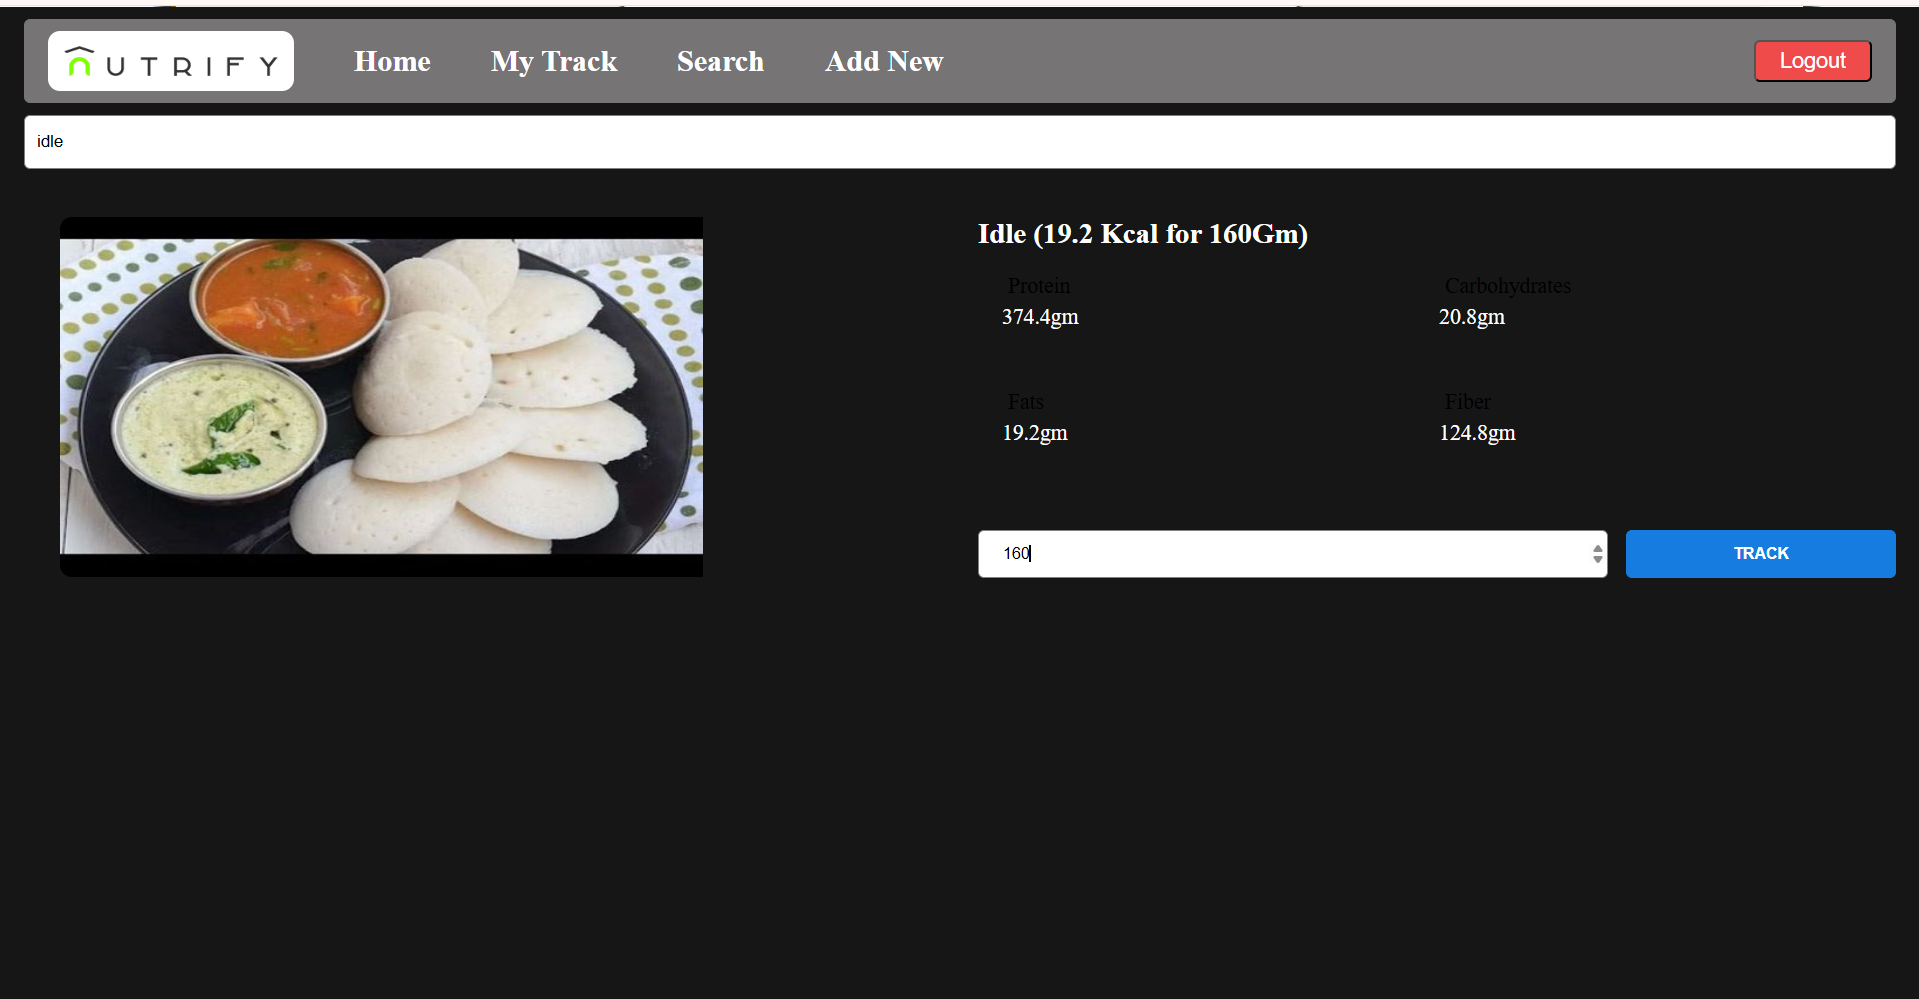 NUTRIFY
Home
My Track
Search
Add New
Logout
idle
Idle (19.2 Kcal for 160Gm)
Protein
374.4gm
Carbohydrates
20.8gm
Fats
19.2gm
Fiber
124.8gm
160
TRACK